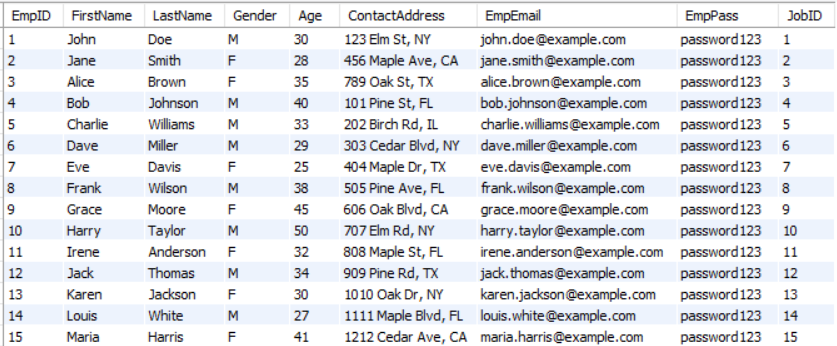 EmpID FirstName LastName Gender Age ContactAddress EmpEmail EmpPass JobID
1 John Doe M 30 123 Elm St, NY john.doe@example.com password123 1
2 Jane Smith F 28 456 Maple Ave, CA jane.smith@example.com password123 2
3 Alice Brown F 35 789 Oak St, TX alice.brown@example.com password123 3
4 Bob Johnson M 40 101 Pine St, FL bob.johnson@example.com password123 4
5 Charlie Williams M 33 202 Birch Rd, IL charlie.williams@example.com password123 5
6 Dave Miller M 29 303 Cedar Blvd, NY dave.miller@example.com password123 6
7 Eve Davis F 25 404 Maple Dr, TX eve.davis@example.com password123 7
8 Frank Wilson M 38 505 Pine Ave, FL frank.wilson@example.com password123 8
9 Grace Moore F 45 606 Oak Blvd, CA grace.moore@example.com password123 9
10 Harry Taylor M 50 707 Elm Rd, NY harry.taylor@example.com password123 10
11 Irene Anderson F 32 808 Maple St, FL irene.anderson@example.com password123 11
12 Jack Thomas M 34 909 Pine Rd, TX jack.thomas@example.com password123 12
13 Karen Jackson F 30 1010 Oak Dr, NY karen.jackson@example.com password123 13
14 Louis White M 27 1111 Maple Blvd, FL louis.white@example.com password123 14
15 Maria Harris F 41 1212 Cedar Ave, CA maria.harris@example.com password123 15